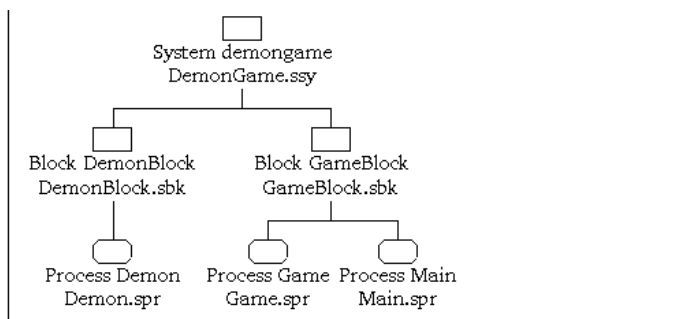 System demongame
DemonGame.ssy
Block DemonBlock
DemonBlock.sbk
Block GameBlock
GameBlock.sbk
Process Demon
Demon.spr
Process Game
Game.spr
Process Main
Main.spr